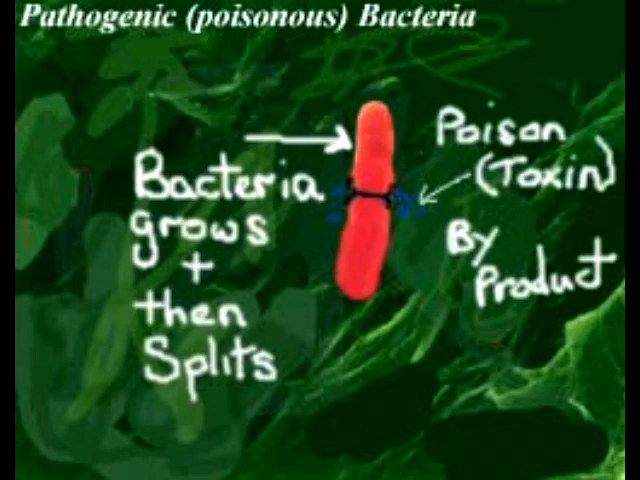 Pathogenic (poisonous) Bacteria
Bacteria
grows
+
then
Splits
Poison
(Toxin)
By
Product